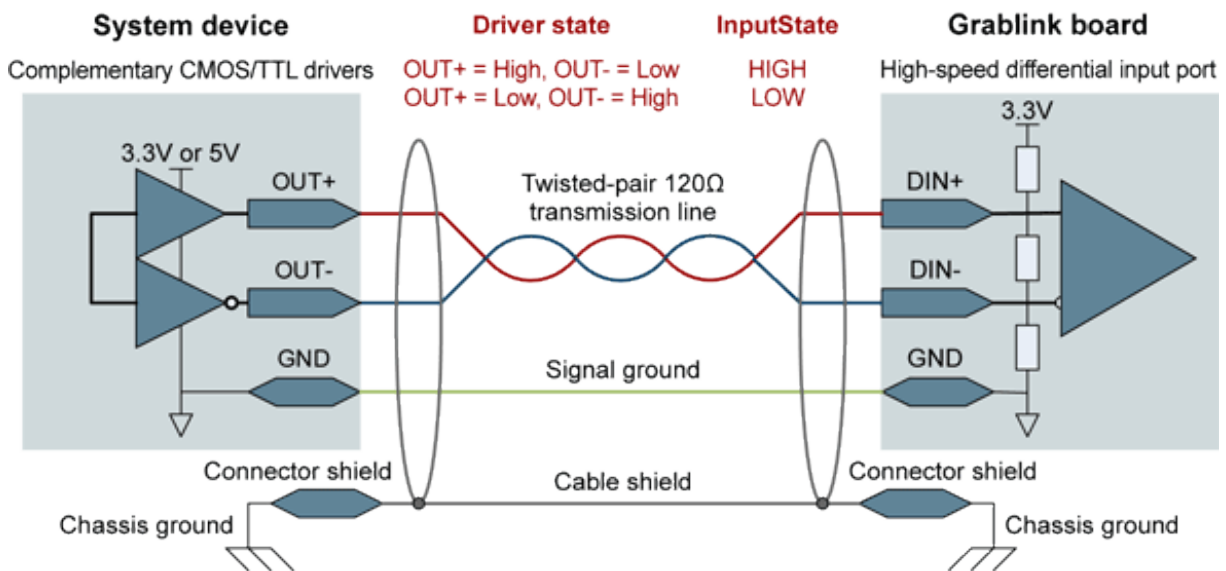 System device
Driver state
InputState
Grablink board
Complementary CMOS/TTL drivers
OUT+ = High, OUT- = Low
HIGH
High-speed differential input port
OUT+ = Low, OUT- = High
LOW
3.3V
3.3V or 5V
OUT+
Twisted-pair 120Ω
transmission line
DIN+
OUT-
DIN-
GND
Signal ground
GND
Connector shield
Cable shield
Connector shield
Chassis ground
Chassis ground